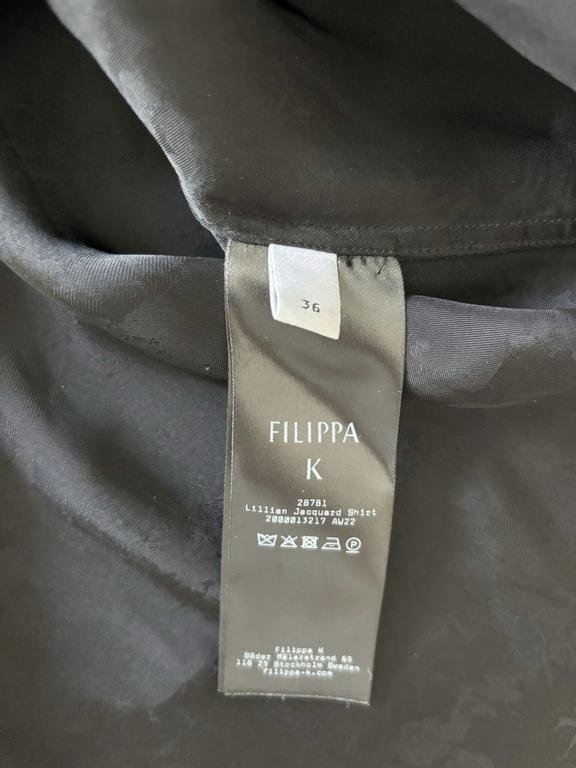 36
FILIPPA
K
28781
Lillian Jacquard Shirt
2000013217 AW22
Filippa K
Söder Mälarstrand 65
118 25 Stockholm Sweden
filippa-k.com